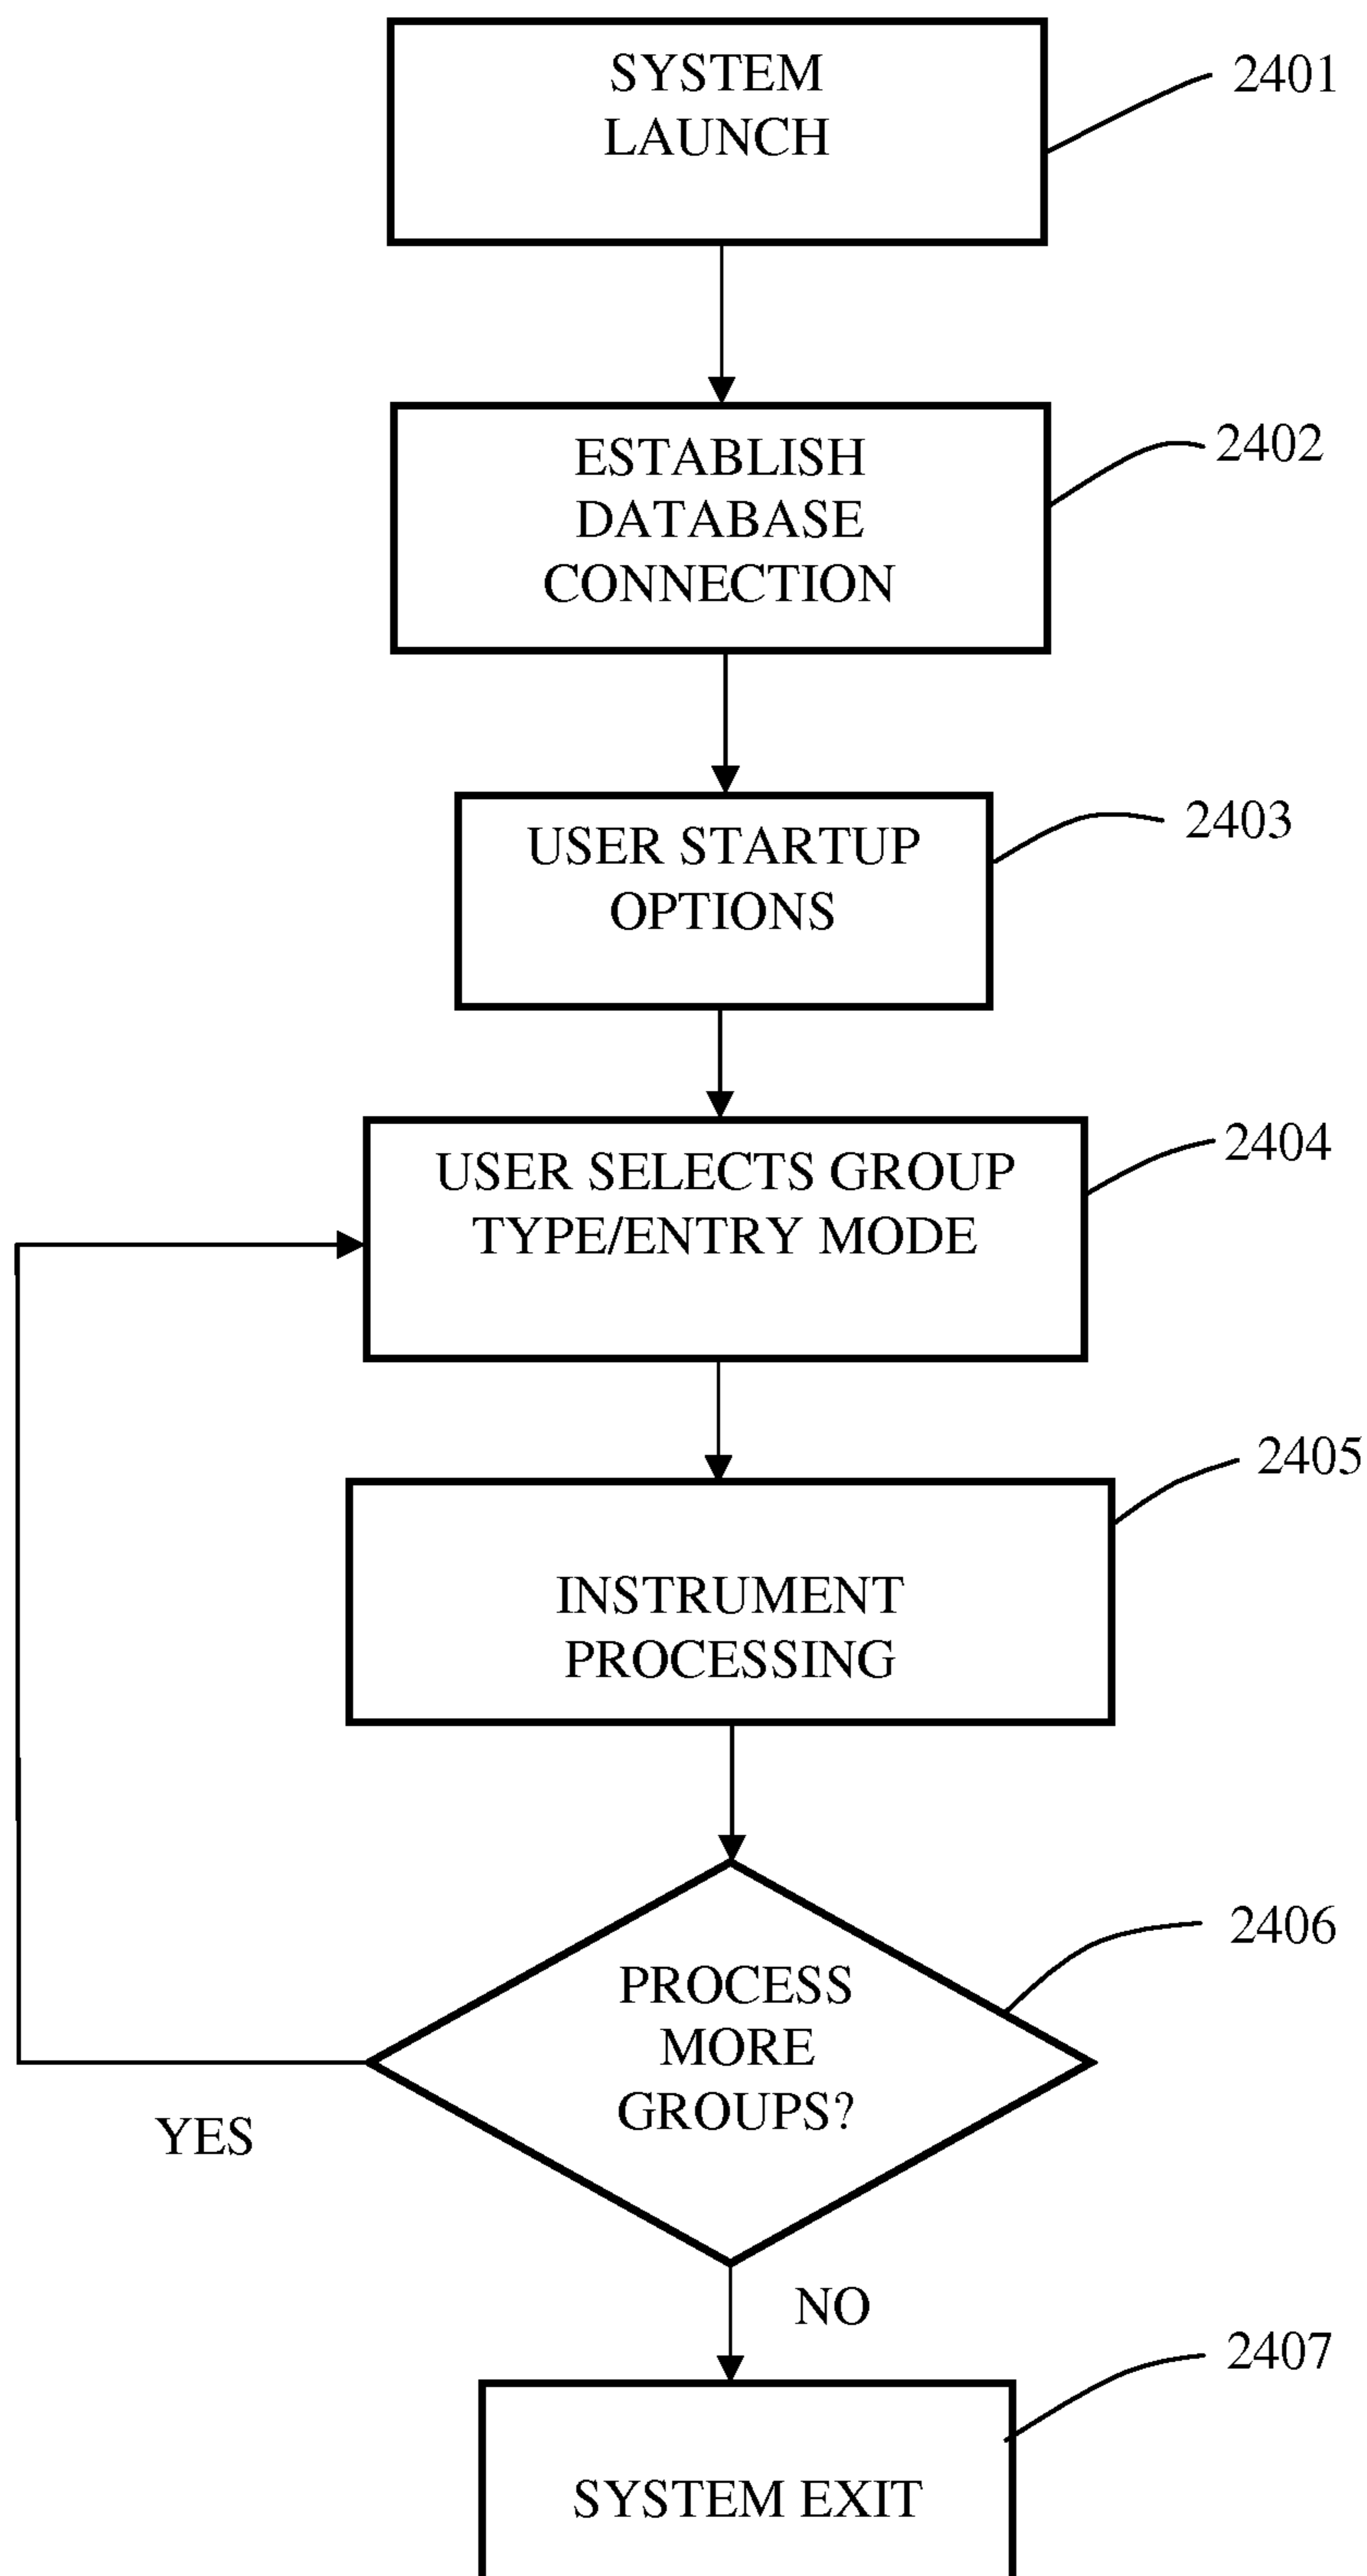 SYSTEM
LAUNCH
2401
ESTABLISH
DATABASE
CONNECTION
2402
USER STARTUP
OPTIONS
2403
USER SELECTS GROUP
TYPE/ENTRY MODE
2404
INSTRUMENT
PROCESSING
2405
PROCESS
MORE
GROUPS?
2406
YES
NO
SYSTEM EXIT
2407